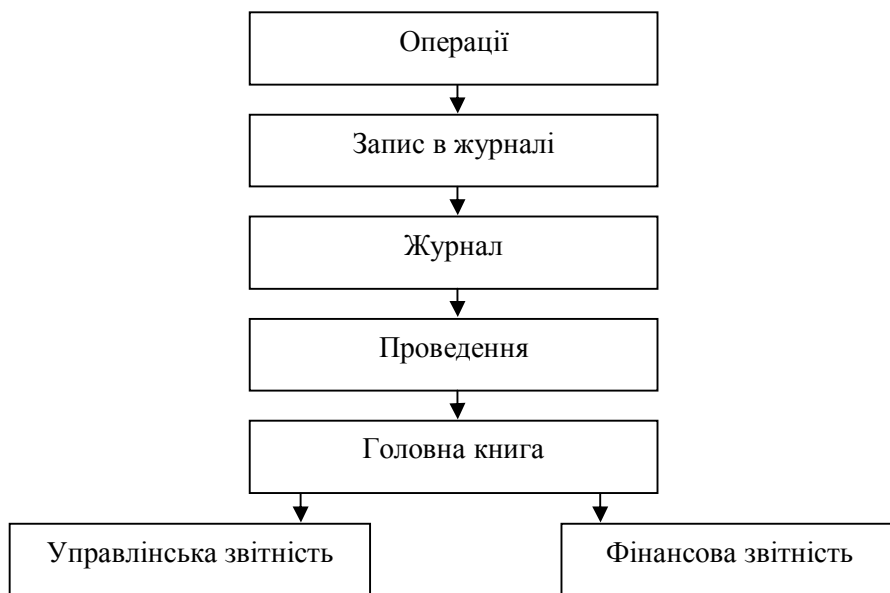 Операції
Запис в журналі
Журнал
Проведення
Головна книга
Управлінська звітність
Фінансова звітність